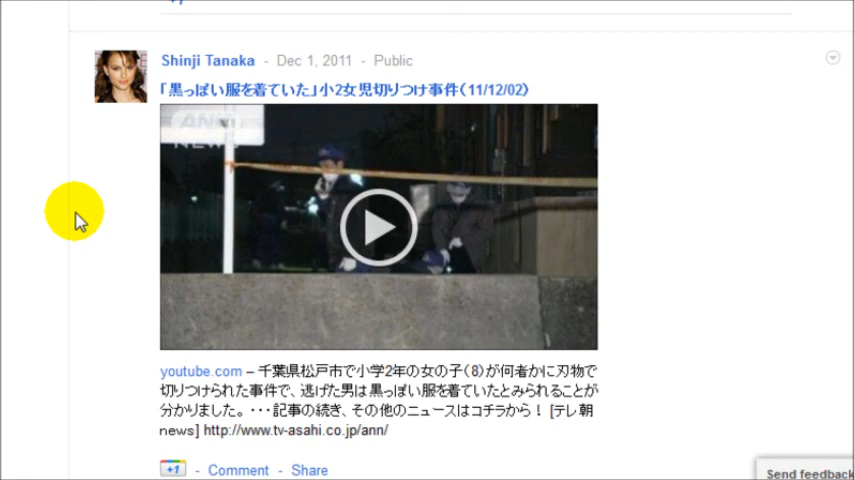 Shinji Tanaka - Dec 1, 2011 - Public
「黒っぽい服を着ていた」小2女児切りつけ事件(11/12/02)
ANN
NEWS
youtube.com – 千葉県松戸市で小学2年の女の子(8)が何者かに刃物で
切りつけられた事件で、逃げた男は黒っぽい服を着ていたとみられることが
分かりました。 ・・・記事の続き、その他のニュースはコチラから! [テレ朝
news] http://www.tv-asahi.co.jp/ann/
+1 - Comment - Share
Send feedback